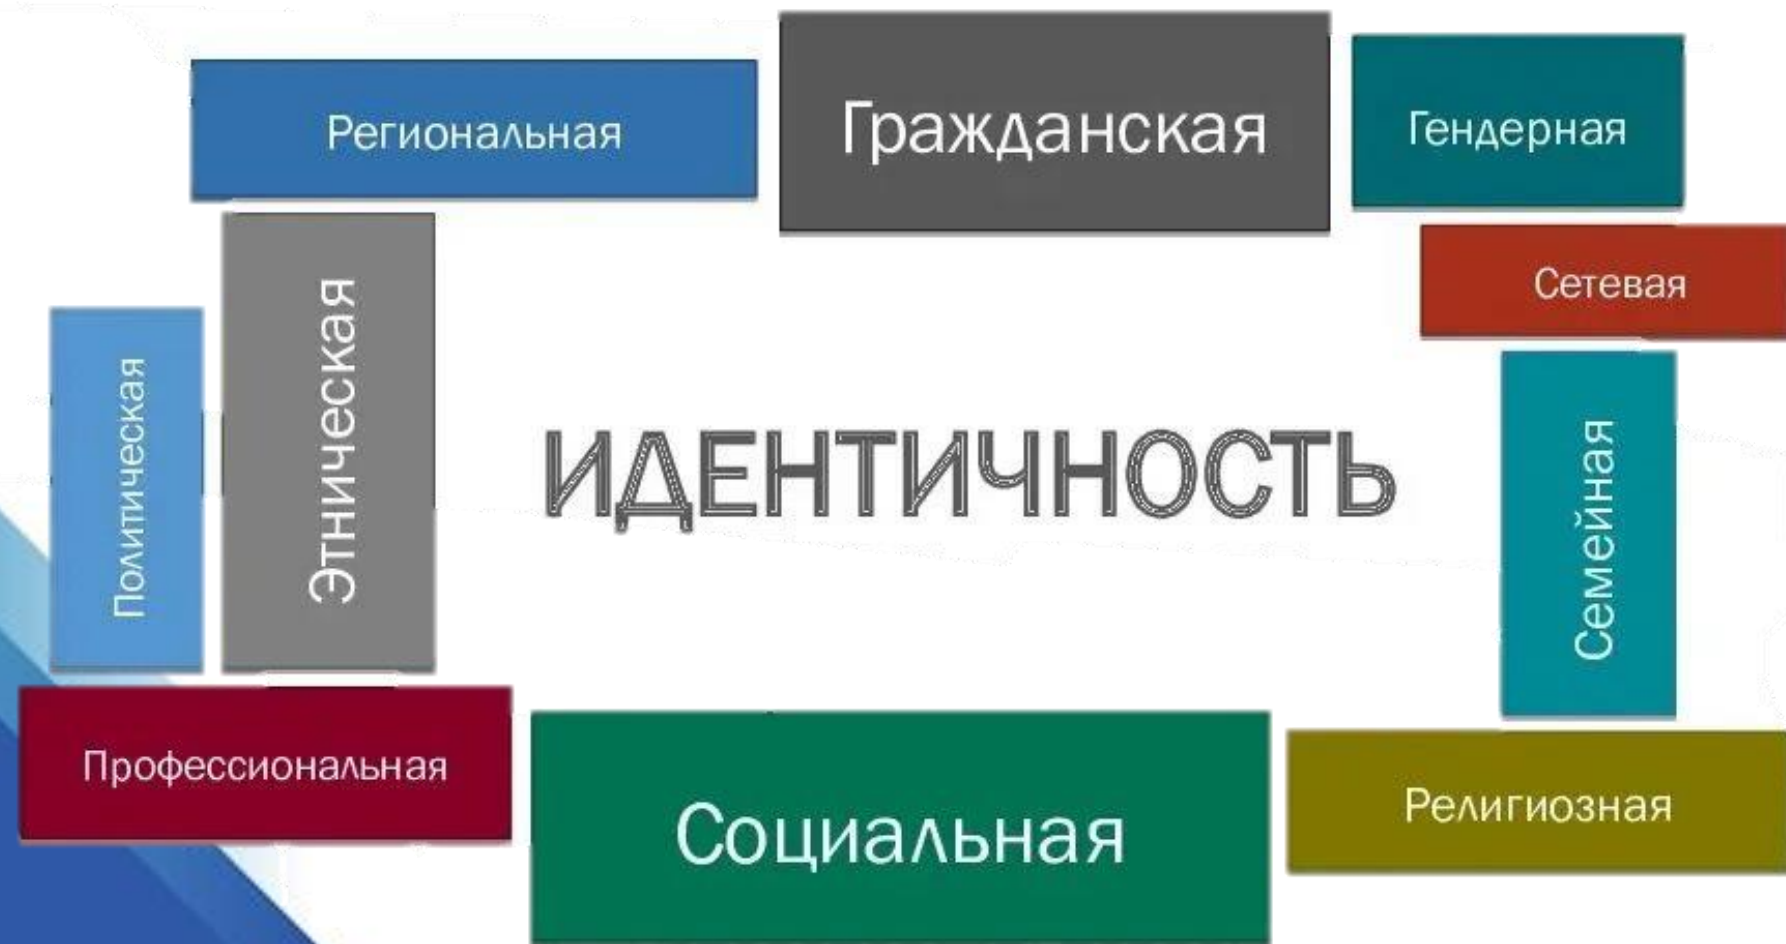 Региональная
Гражданская
Гендерная
Сетевая
Политическая
Этническая
ИДЕНТИЧНОСТЬ
Семейная
Профессиональная
Социальная
Религиозная